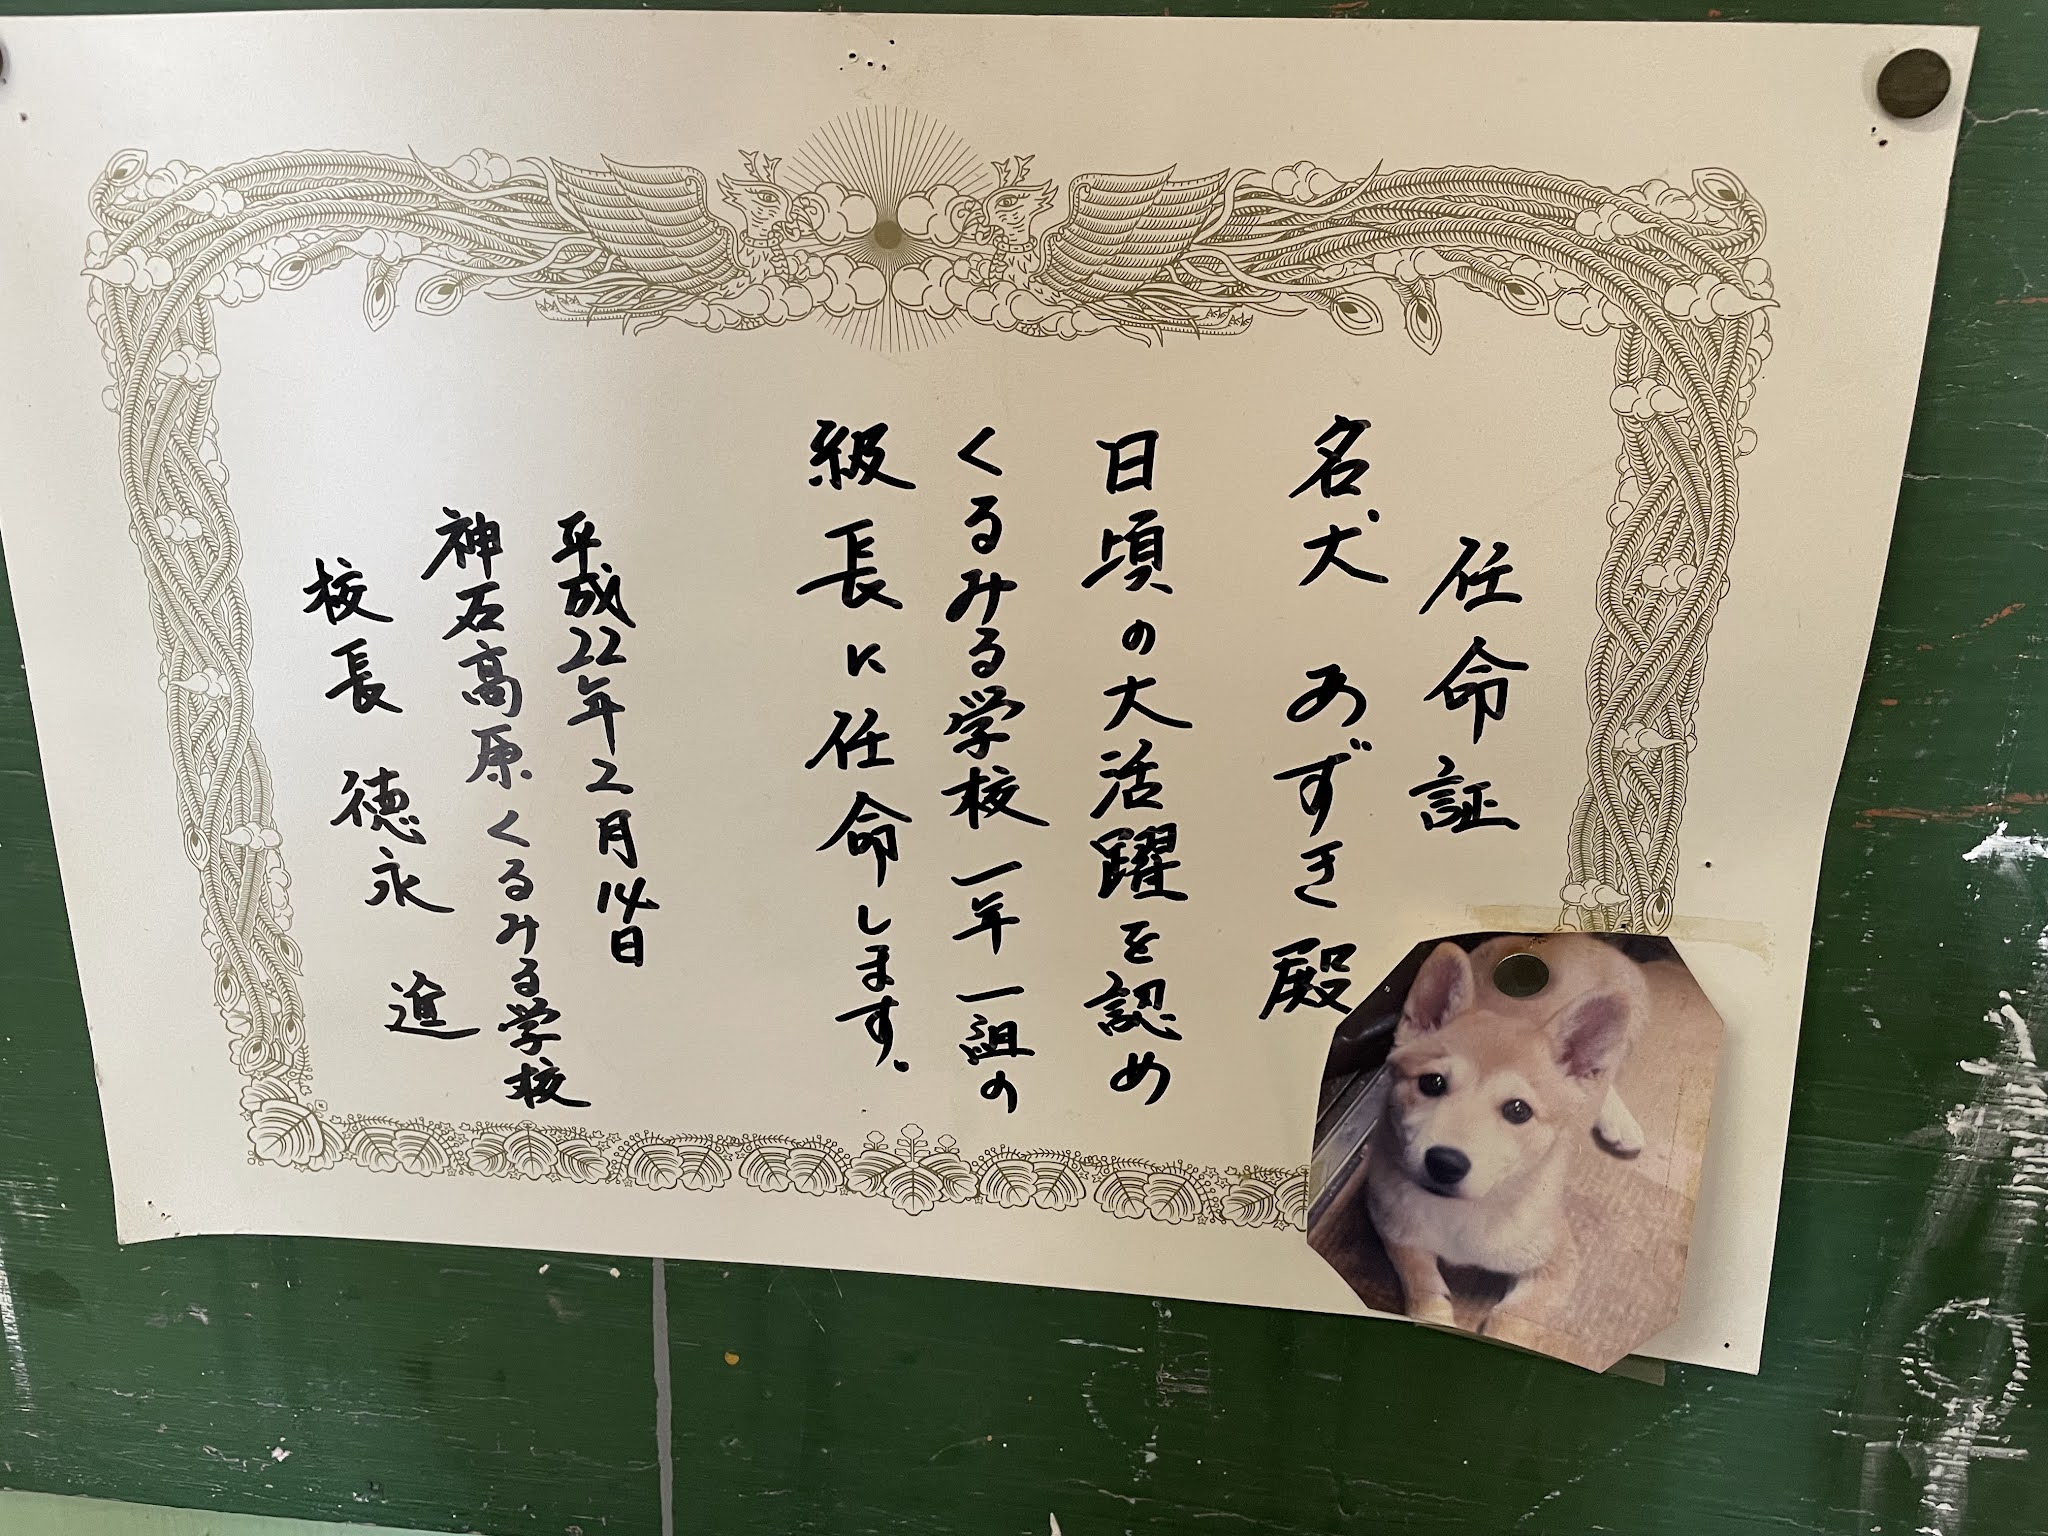 任命証
名犬 あずき 殿
日頃の大活躍を認め
くるみる学校 一年一組の
級長に任命します.
平成22年2月14日
神石高原くるみる学校
校長 徳永 進